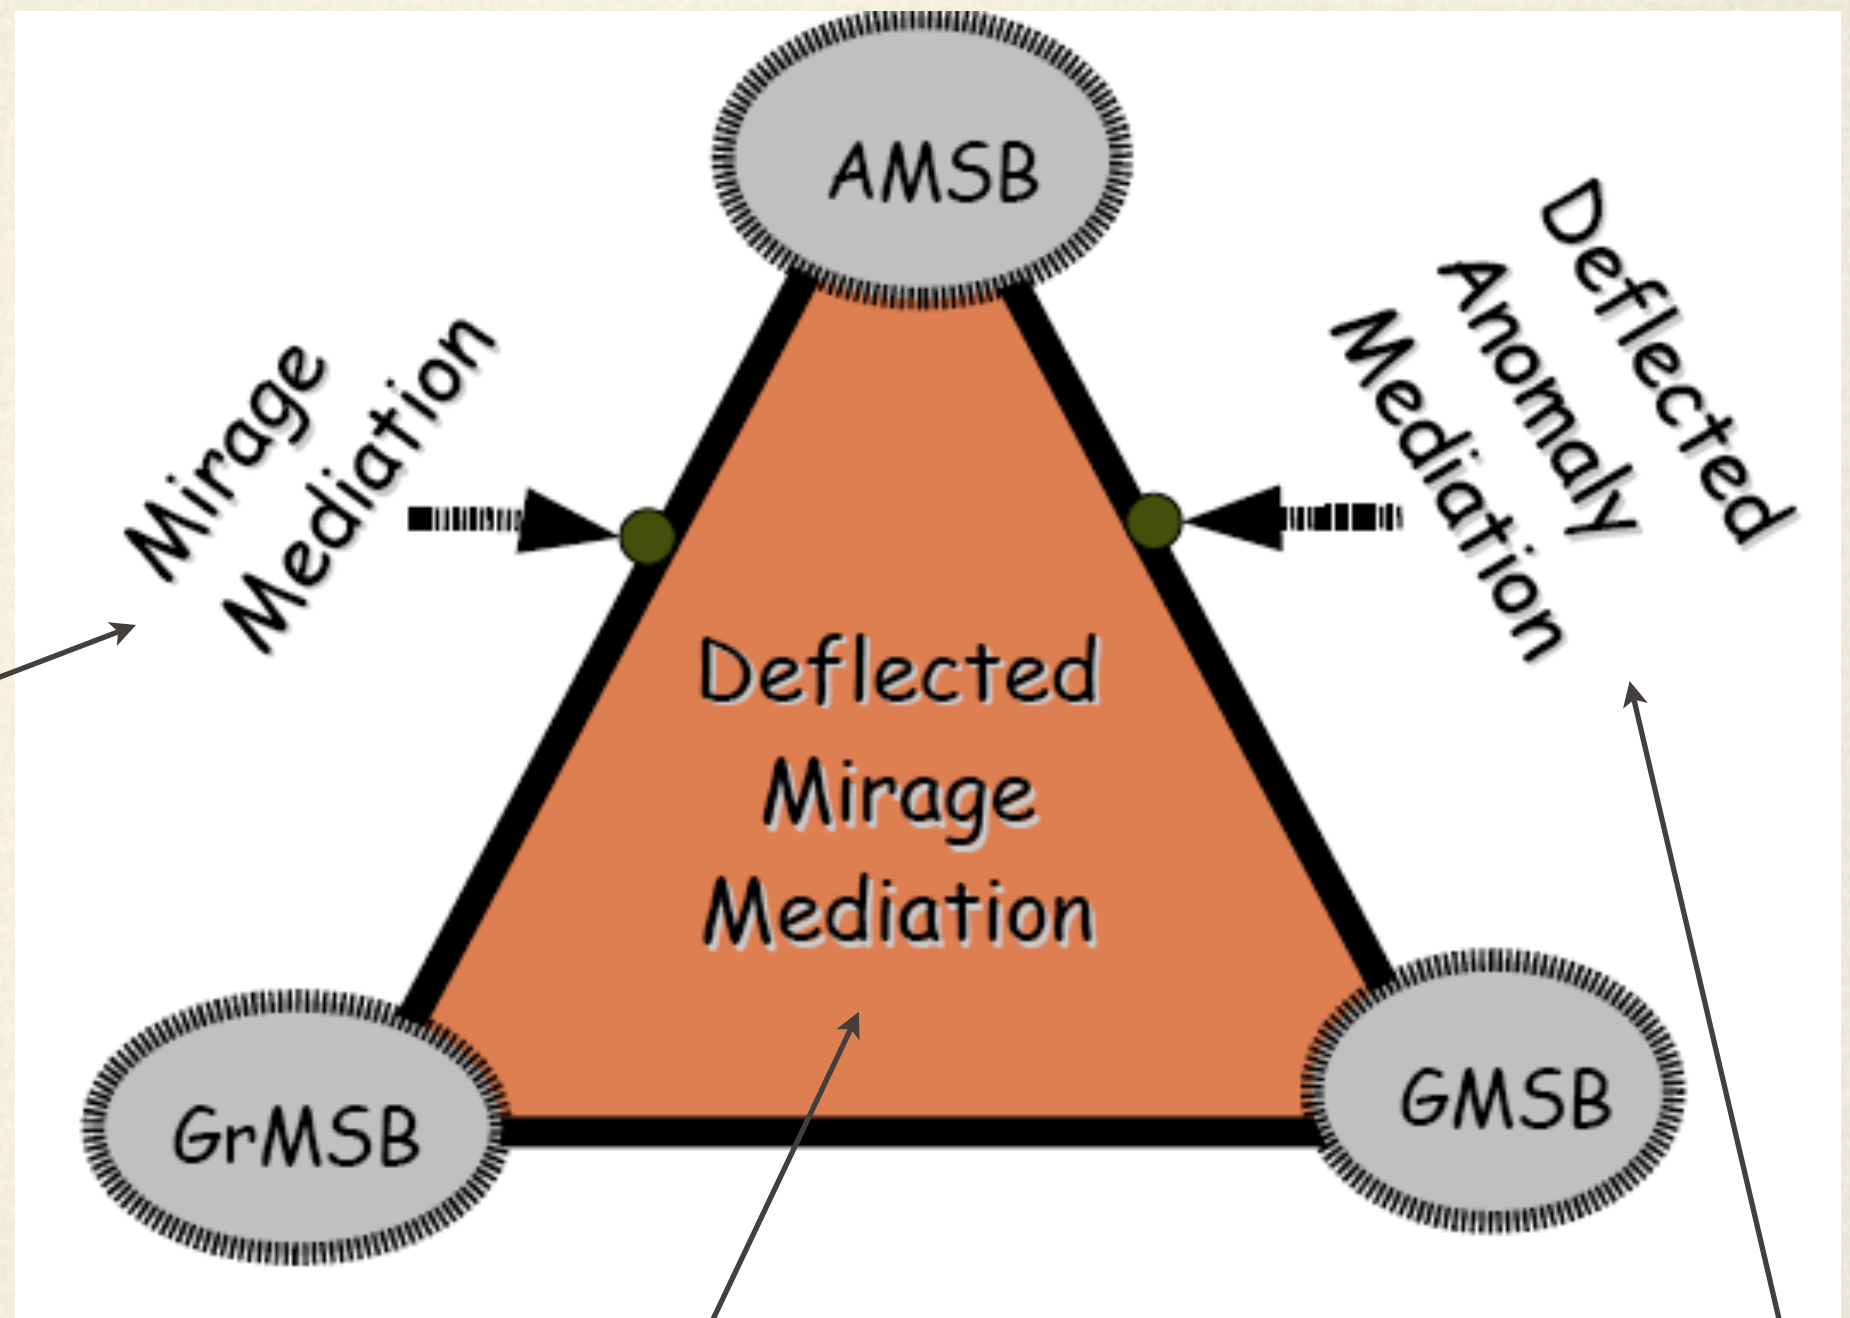 AMSB
Mirage
Mediation
Deflected
Anomaly
Mediation
Deflected
Mirage
Mediation
GrMSB
GMSB